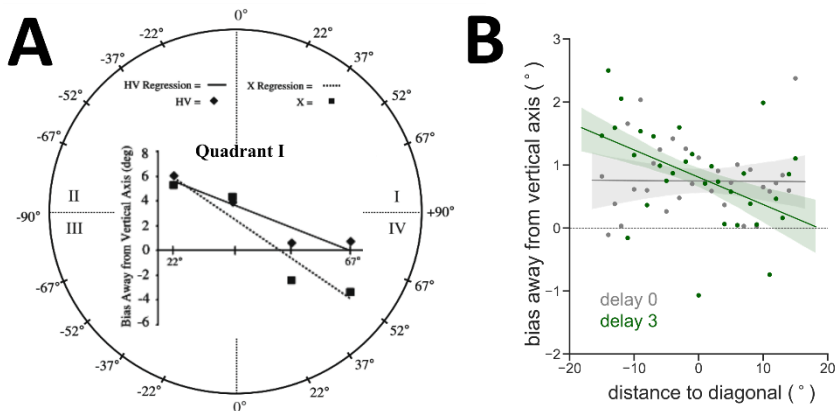 A
0°
-22°
22°
-37°
37°
-52°
52°
-67°
67°
-90°
+90°
-67°
67°
-52°
52°
-37°
37°
-22°
22°
0°
II
I
III
IV
HV Regression =
X Regression =
HV =
X =
Quadrant I
Bias Away from Vertical Axis (deg)
6
4
2
0
-2
-4
-6
22°
67°
B
bias away from vertical axis (°)
3
2
1
0
−1
−2
delay 0
delay 3
−20
−10
0
10
20
distance to diagonal (°)